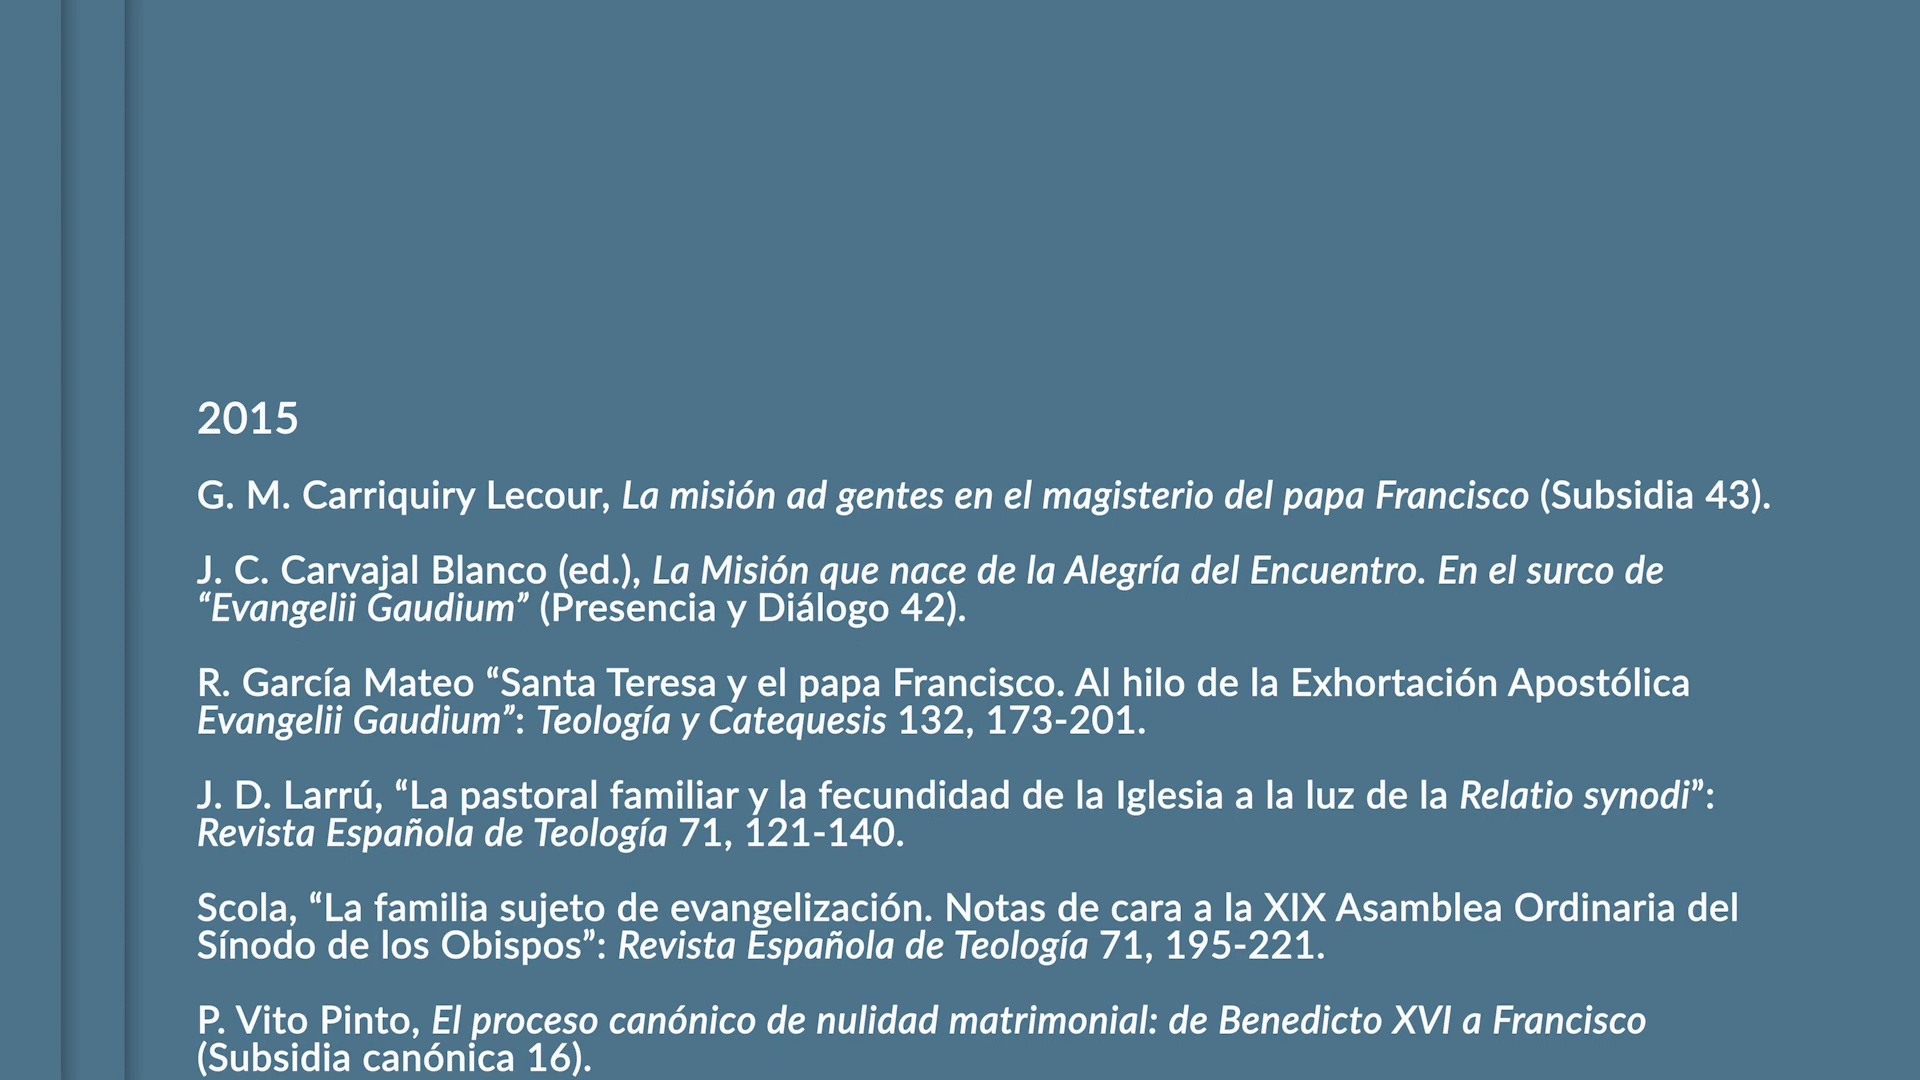 2015
G. M. Carriquiry Lecour, La misión ad gentes en el magisterio del papa Francisco (Subsidia 43).
J. C. Carvajal Blanco (ed.), La Misión que nace de la Alegría del Encuentro. En el surco de
“Evangelii Gaudium” (Presencia y Diálogo 42).
R. García Mateo “Santa Teresa y el papa Francisco. Al hilo de la Exhortación Apostólica
Evangelii Gaudium”: Teología y Catequesis 132, 173-201.
J. D. Larrú, “La pastoral familiar y la fecundidad de la Iglesia a la luz de la Relatio synodi”:
Revista Española de Teología 71, 121-140.
Scola, “La familia sujeto de evangelización. Notas de cara a la XIX Asamblea Ordinaria del
Sínodo de los Obispos”: Revista Española de Teología 71, 195-221.
P. Vito Pinto, El proceso canónico de nulidad matrimonial: de Benedicto XVI a Francisco
(Subsidia canónica 16).